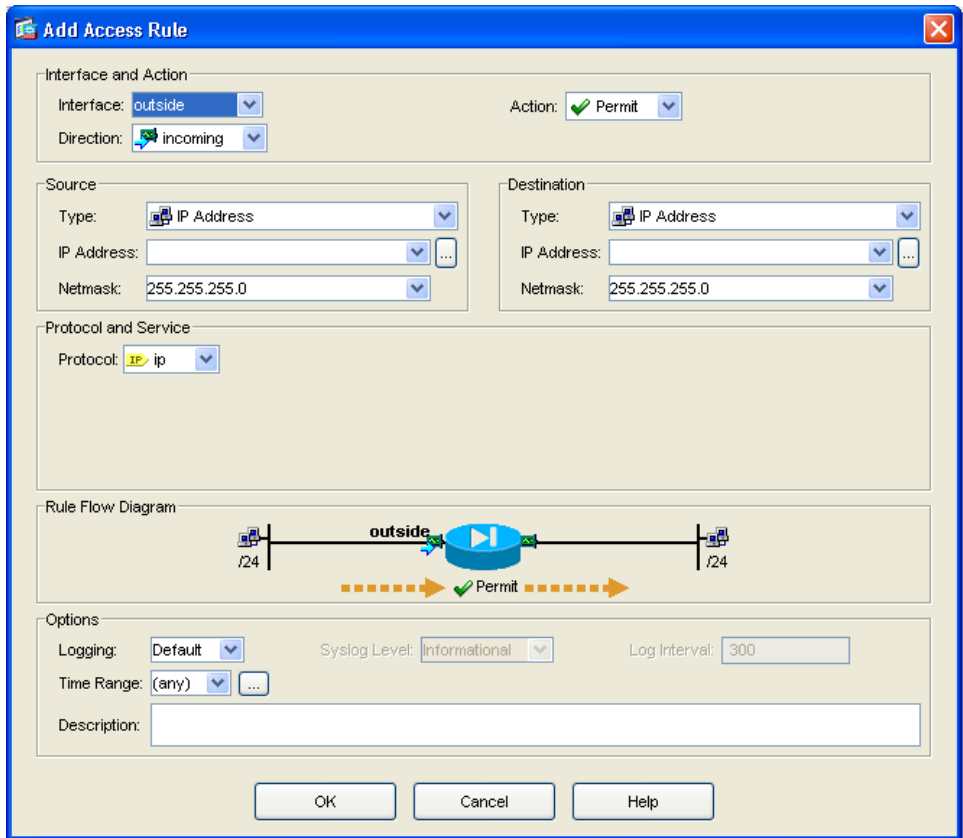 Add Access Rule
Interface and Action
Interface: outside
Action: Permit
Direction: incoming
Source
Type: IP Address
IP Address: ...
Netmask: 255.255.255.0
Destination
Type: IP Address
IP Address: ...
Netmask: 255.255.255.0
Protocol and Service
Protocol: IP ip
Rule Flow Diagram
outside
/24
/24
Permit
Options
Logging: Default
Syslog Level: Informational
Log Interval: 300
Time Range: (any) ...
Description:
OK
Cancel
Help